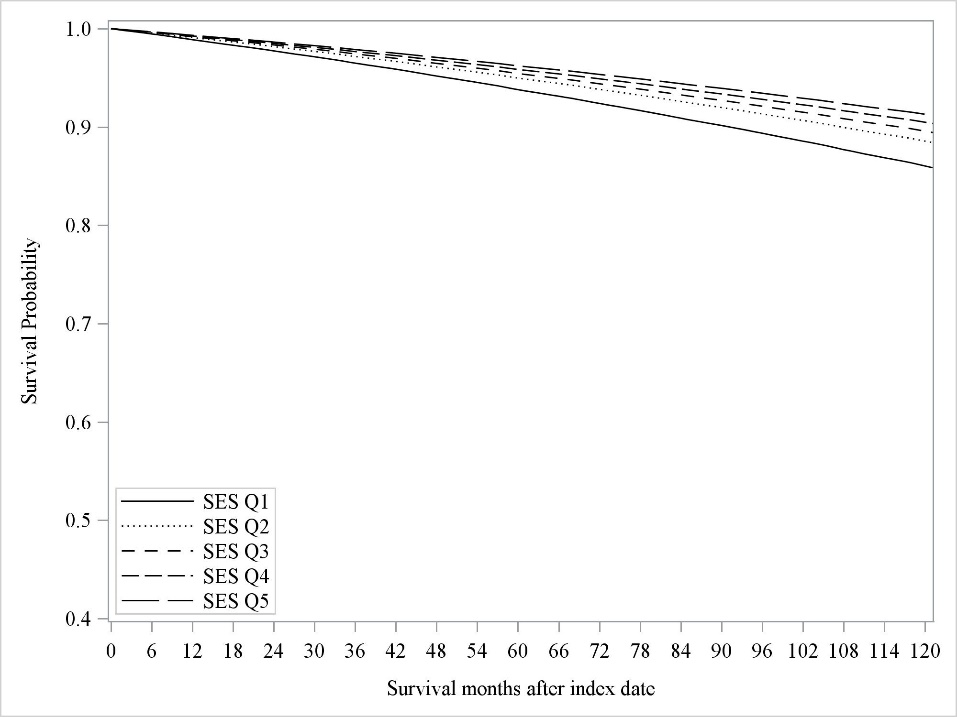 1.0
0.9
0.8
0.7
0.6
0.5
0.4
Survival Probability
SES Q1
SES Q2
SES Q3
SES Q4
SES Q5
0 6 12 18 24 30 36 42 48 54 60 66 72 78 84 90 96 102 108 114 120
Survival months after index date